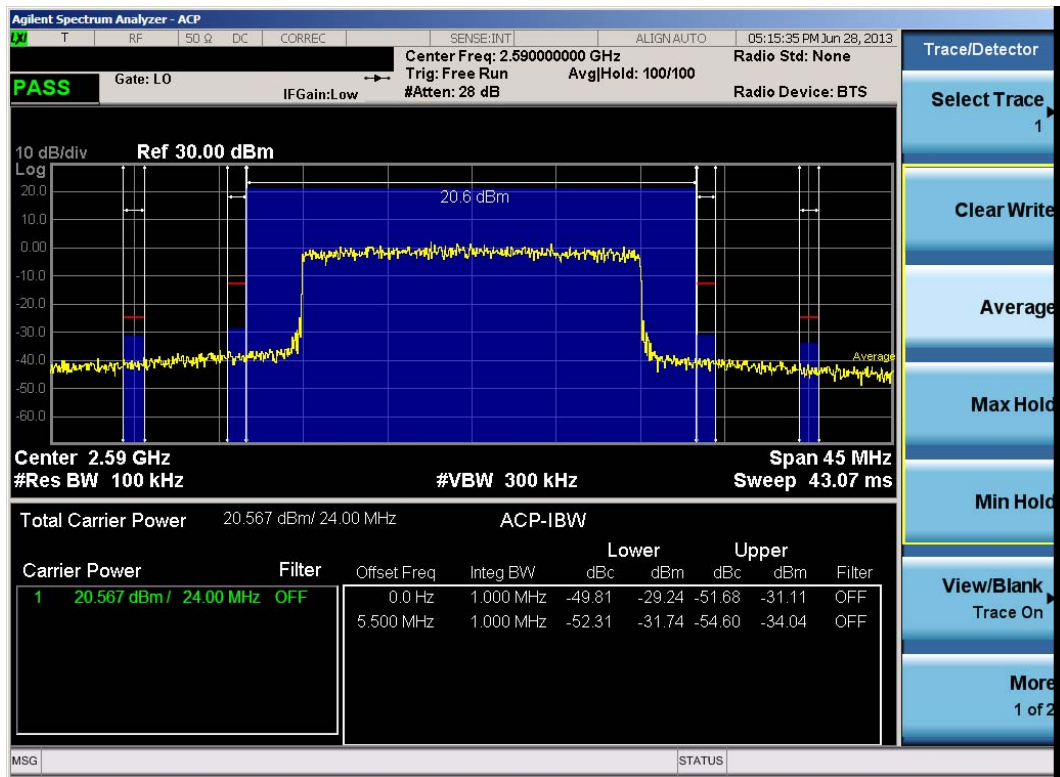 Agilent Spectrum Analyzer - ACP
LXI T RF 50 Ω DC CORREC SENSE:INT ALIGN AUTO 05:15:35 PM Jun 28, 2013
Center Freq: 2.590000000 GHz Radio Std: None
PASS Gate: LO Trig: Free Run Avg|Hold: 100/100
IFGain:Low #Atten: 28 dB Radio Device: BTS
10 dB/div Ref 30.00 dBm
Log
20.0
20.6 dBm
10.0
0.00
-10.0
-20.0
-30.0
-40.0
Average
-50.0
-60.0
Center 2.59 GHz Span 45 MHz
#Res BW 100 kHz #VBW 300 kHz Sweep 43.07 ms
Total Carrier Power 20.567 dBm/ 24.00 MHz ACP-IBW
Lower Upper
Carrier Power Filter Offset Freq Integ BW dBc dBm dBc dBm Filter
1 20.567 dBm / 24.00 MHz OFF 0.0 Hz 1.000 MHz -49.81 -29.24 -51.68 -31.11 OFF
5.500 MHz 1.000 MHz -52.31 -31.74 -54.60 -34.04 OFF
MSG STATUS
Trace/Detector
Select Trace
1
Clear Write
Average
Max Hold
Min Hold
View/Blank
Trace On
More
1 of 2